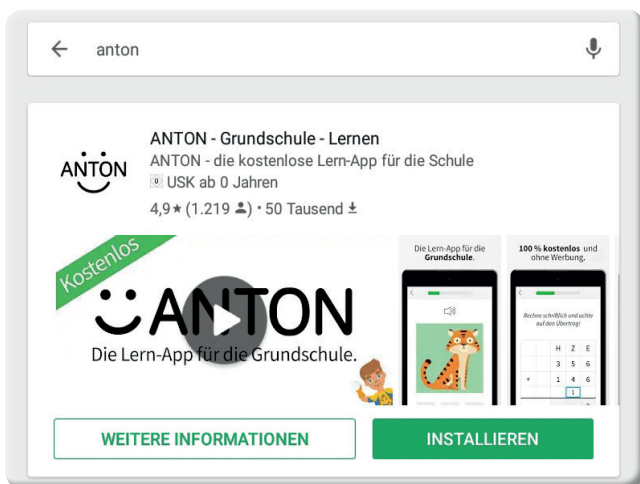 anton
ANTON
ANTON - Grundschule - Lernen
ANTON - die kostenlose Lern-App für die Schule
0 USK ab 0 Jahren
4,9★ (1.219) • 50 Tausend
Kostenlos
ANTON
Die Lern-App für die Grundschule.
Die Lern-App für die
Grundschule.
100 % kostenlos und
ohne Werbung.
Rechne schriftlich und achte
auf den Übertrag!
H Z E
3 5 6
+ 1 4 6
1
WEITERE INFORMATIONEN
INSTALLIEREN